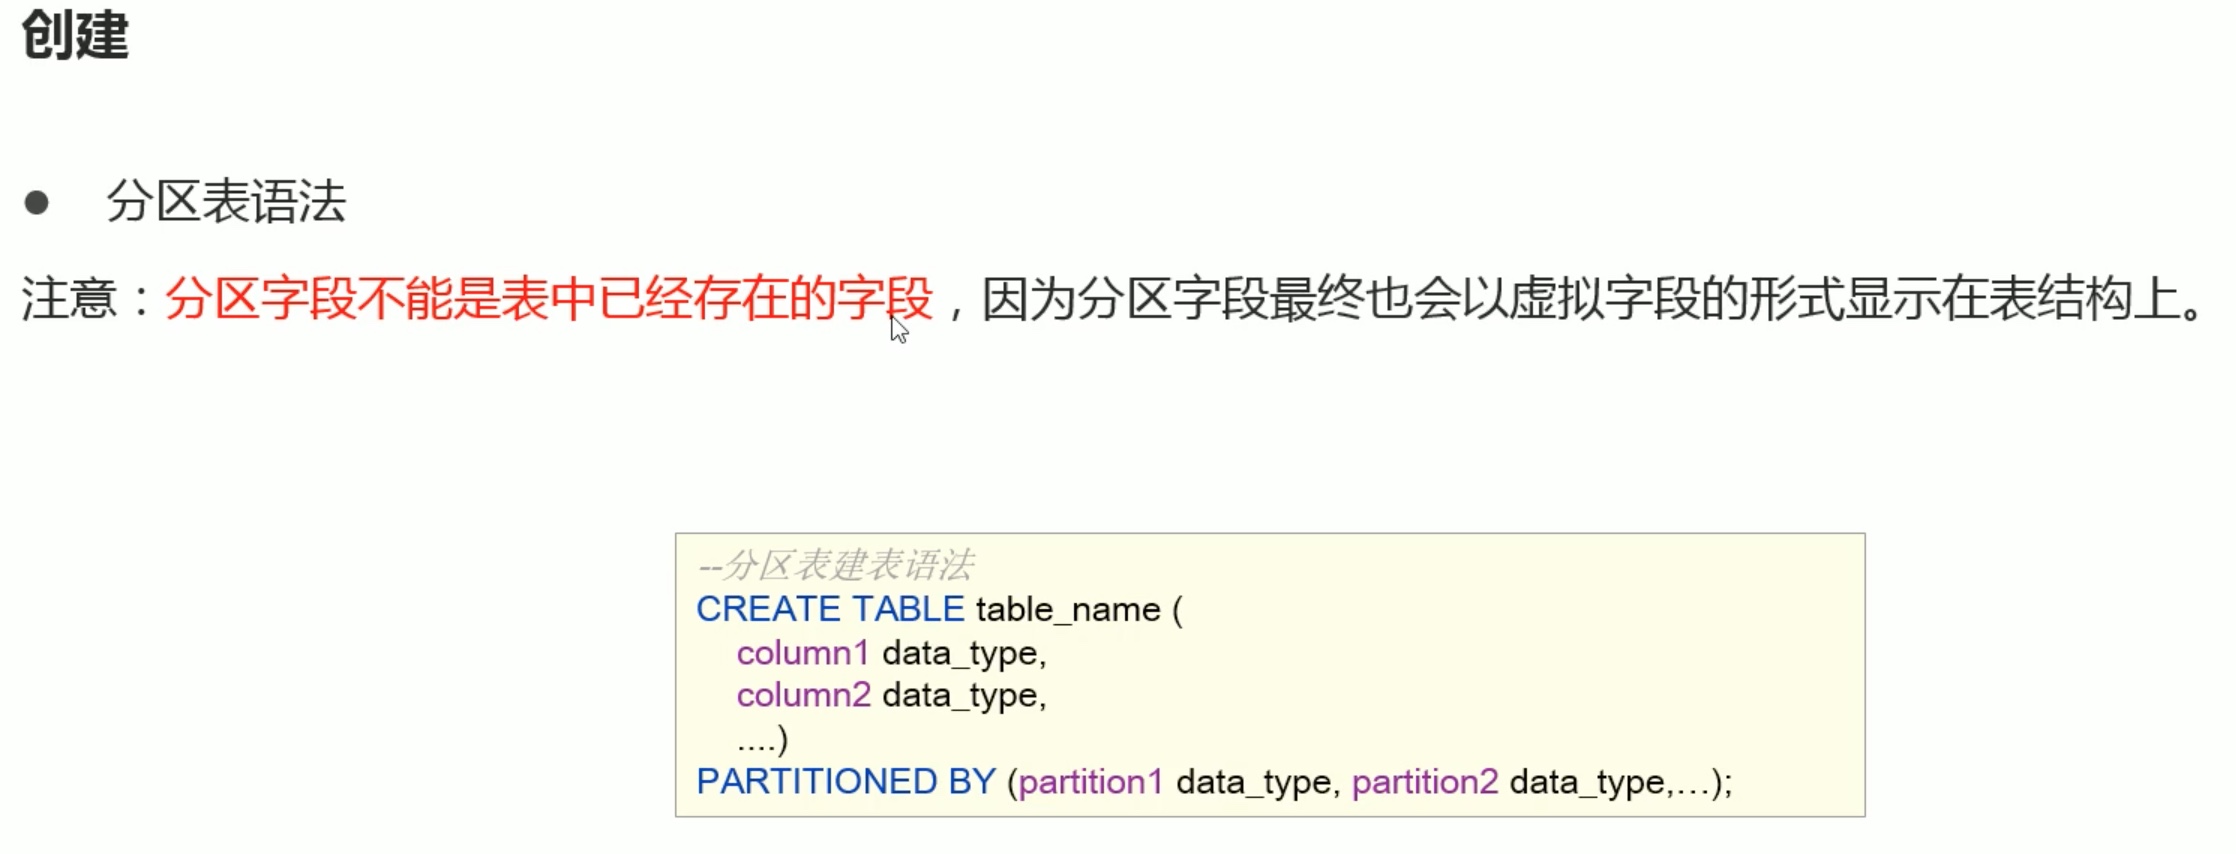 创建
● 分区表语法
注意：分区字段不能是表中已经存在的字段，因为分区字段最终也会以虚拟字段的形式显示在表结构上。
--分区表建表语法
CREATE TABLE table_name (
column1 data_type,
column2 data_type,
....)
PARTITIONED BY (partition1 data_type, partition2 data_type,…);